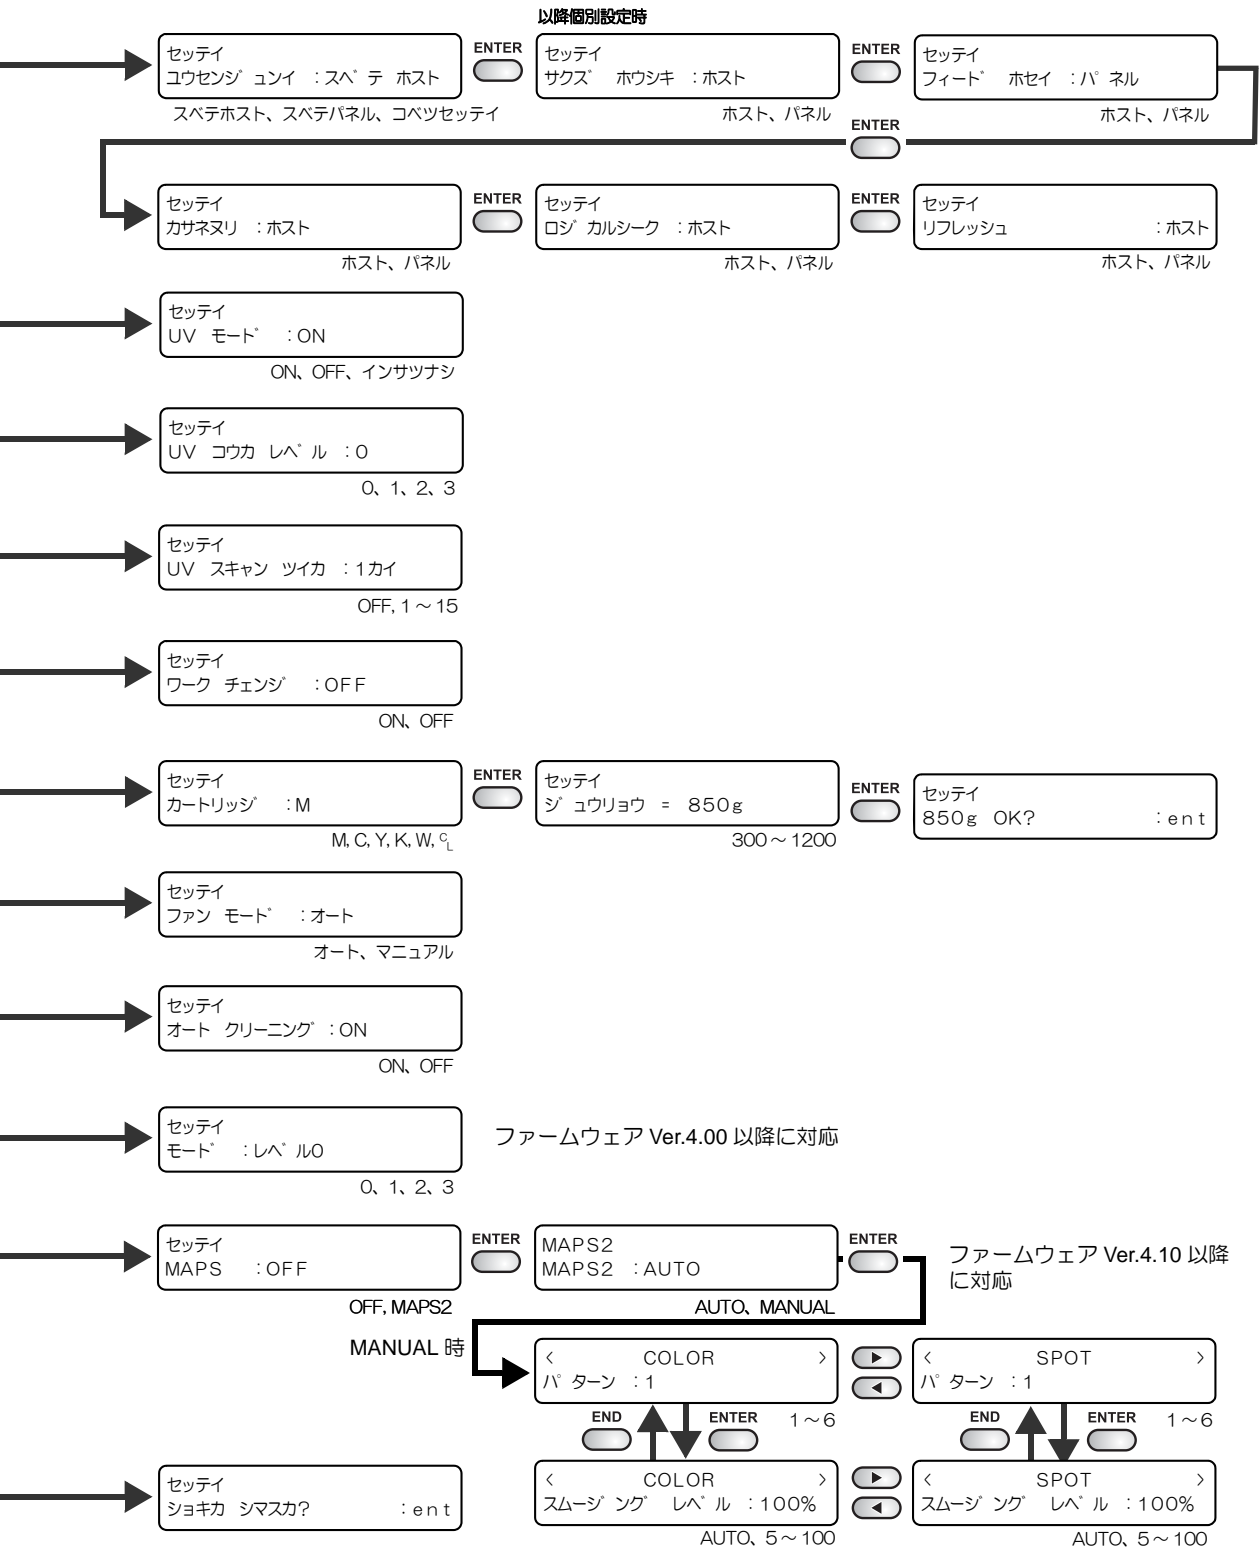 以降個別設定時
セッテイ
ユウセンジュンイ :スベテ ホスト
スベテホスト、スベテパネル、コベツセッテイ
ENTER
セッテイ
サクズ ホウシキ :ホスト
ホスト、パネル
ENTER
セッテイ
フィード ホセイ :パネル
ホスト、パネル
ENTER
セッテイ
カサネヌリ :ホスト
ホスト、パネル
ENTER
セッテイ
ロジカルシーク :ホスト
ホスト、パネル
ENTER
セッテイ
リフレッシュ :ホスト
ホスト、パネル
セッテイ
UV モード :ON
ON、OFF、インサツナシ
セッテイ
UV コウカ レベル :0
0、1、2、3
セッテイ
UV スキャン ツイカ :1カイ
OFF, 1～15
セッテイ
ワーク チェンジ :OFF
ON、OFF
セッテイ
カートリッジ :M
M, C, Y, K, W, CL
ENTER
セッテイ
ジュウリョウ = 850g
300～1200
ENTER
セッテイ
850g OK? :ent
セッテイ
ファン モード :オート
オート、マニュアル
セッテイ
オート クリーニング :ON
ON、OFF
セッテイ
モード :レベル0
0、1、2、3
ファームウェア Ver.4.00 以降に対応
セッテイ
MAPS :OFF
OFF, MAPS2
ENTER
MAPS2
MAPS2 :AUTO
AUTO、MANUAL
ENTER
ファームウェア Ver.4.10 以降
に対応
MANUAL 時
< COLOR >
パターン :1
1～6
< SPOT >
パターン :1
1～6
END
ENTER
END
ENTER
セッテイ
ショキカ シマスカ? :ent
< COLOR >
スムージング レベル :100%
AUTO、5～100
< SPOT >
スムージング レベル :100%
AUTO、5～100